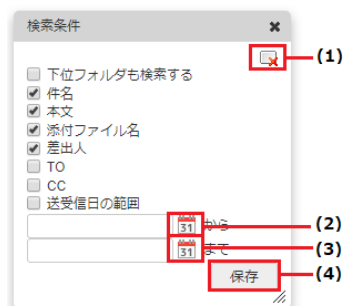 検索条件
(1)
下位フォルダも検索する
件名
本文
添付ファイル名
差出人
TO
CC
送受信日の範囲
31 から (2)
31 まで (3)
保存 (4)